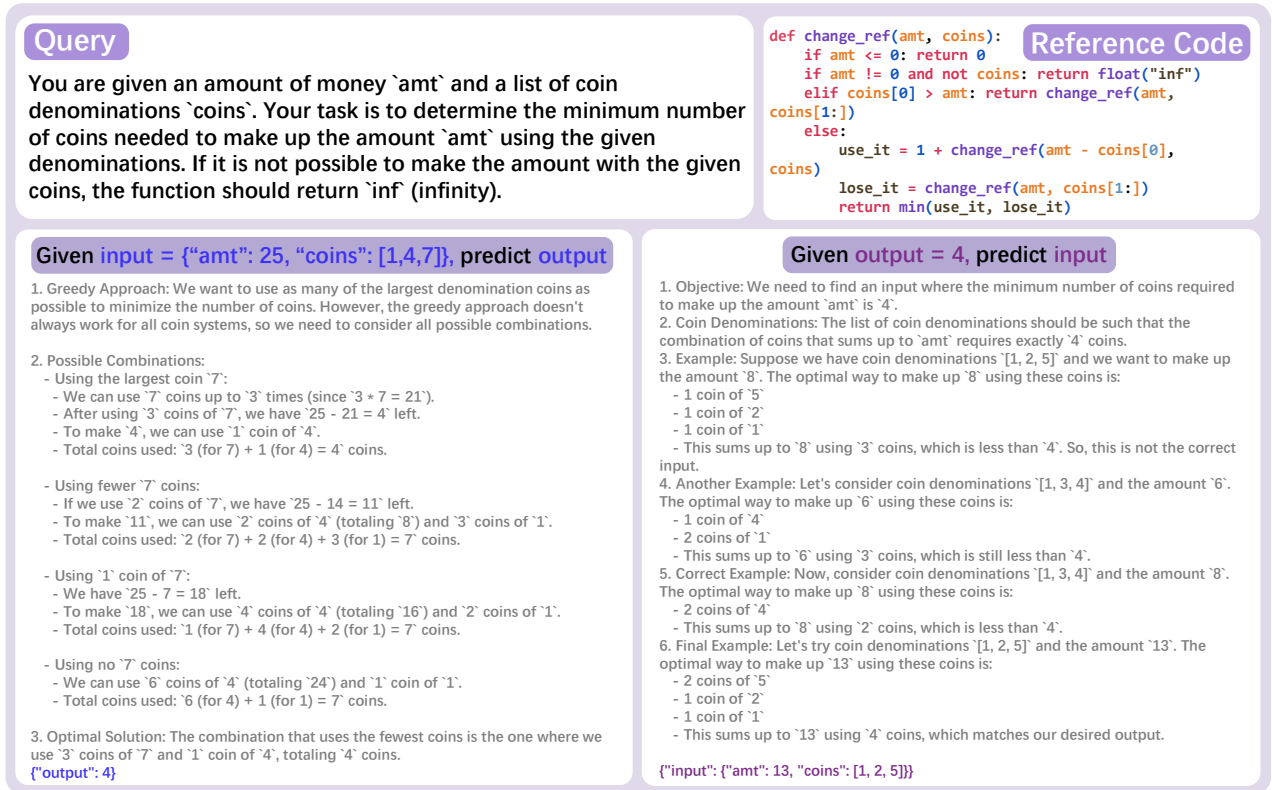 Query
You are given an amount of money `amt` and a list of coin
denominations `coins`. Your task is to determine the minimum number
of coins needed to make up the amount `amt` using the given
denominations. If it is not possible to make the amount with the given
coins, the function should return `inf` (infinity).
Reference Code
def change_ref(amt, coins):
    if amt <= 0: return 0
    if amt != 0 and not coins: return float("inf")
    elif coins[0] > amt: return change_ref(amt,
coins[1:])
    else:
        use_it = 1 + change_ref(amt - coins[0],
coins)
        lose_it = change_ref(amt, coins[1:])
        return min(use_it, lose_it)
Given input = {“amt”: 25, “coins”: [1,4,7]}, predict output
1. Greedy Approach: We want to use as many of the largest denomination coins as
possible to minimize the number of coins. However, the greedy approach doesn't
always work for all coin systems, so we need to consider all possible combinations.
2. Possible Combinations:
- Using the largest coin `7`:
- We can use `7` coins up to `3` times (since `3 * 7 = 21`).
- After using `3` coins of `7`, we have `25 - 21 = 4` left.
- To make `4`, we can use `1` coin of `4`.
- Total coins used: `3 (for 7) + 1 (for 4) = 4` coins.
- Using fewer `7` coins:
- If we use `2` coins of `7`, we have `25 - 14 = 11` left.
- To make `11`, we can use `2` coins of `4` (totaling `8`) and `3` coins of `1`.
- Total coins used: `2 (for 7) + 2 (for 4) + 3 (for 1) = 7` coins.
- Using `1` coin of `7`:
- We have `25 - 7 = 18` left.
- To make `18`, we can use `4` coins of `4` (totaling `16`) and `2` coins of `1`.
- Total coins used: `1 (for 7) + 4 (for 4) + 2 (for 1) = 7` coins.
- Using no `7` coins:
- We can use `6` coins of `4` (totaling `24`) and `1` coin of `1`.
- Total coins used: `6 (for 4) + 1 (for 1) = 7` coins.
3. Optimal Solution: The combination that uses the fewest coins is the one where we
use `3` coins of `7` and `1` coin of `4`, totaling `4` coins.
{"output": 4}
Given output = 4, predict input
1. Objective: We need to find an input where the minimum number of coins required
to make up the amount `amt` is `4`.
2. Coin Denominations: The list of coin denominations should be such that the
combination of coins that sums up to `amt` requires exactly `4` coins.
3. Example: Suppose we have coin denominations `[1, 2, 5]` and we want to make up
the amount `8`. The optimal way to make up `8` using these coins is:
- 1 coin of `5`
- 1 coin of `2`
- 1 coin of `1`
- This sums up to `8` using `3` coins, which is less than `4`. So, this is not the correct
input.
4. Another Example: Let's consider coin denominations `[1, 3, 4]` and the amount `6`.
The optimal way to make up `6` using these coins is:
- 1 coin of `4`
- 2 coins of `1`
- This sums up to `6` using `3` coins, which is still less than `4`.
5. Correct Example: Now, consider coin denominations `[1, 3, 4]` and the amount `8`.
The optimal way to make up `8` using these coins is:
- 2 coins of `4`
- This sums up to `8` using `2` coins, which is less than `4`.
6. Final Example: Let's try coin denominations `[1, 2, 5]` and the amount `13`. The
optimal way to make up `13` using these coins is:
- 2 coins of `5`
- 1 coin of `2`
- 1 coin of `1`
- This sums up to `13` using `4` coins, which matches our desired output.
{"input": {"amt": 13, "coins": [1, 2, 5]}}